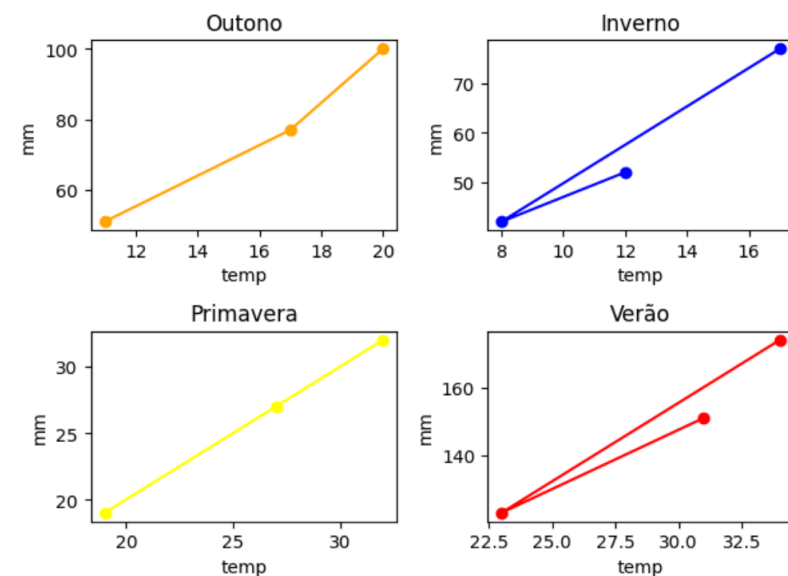 Outono
100
80
60
mm
12 14 16 18 20
temp
Inverno
70
60
50
mm
8 10 12 14 16
temp
Primavera
30
25
20
mm
20 25 30
temp
Verão
160
140
mm
22.5 25.0 27.5 30.0 32.5
temp